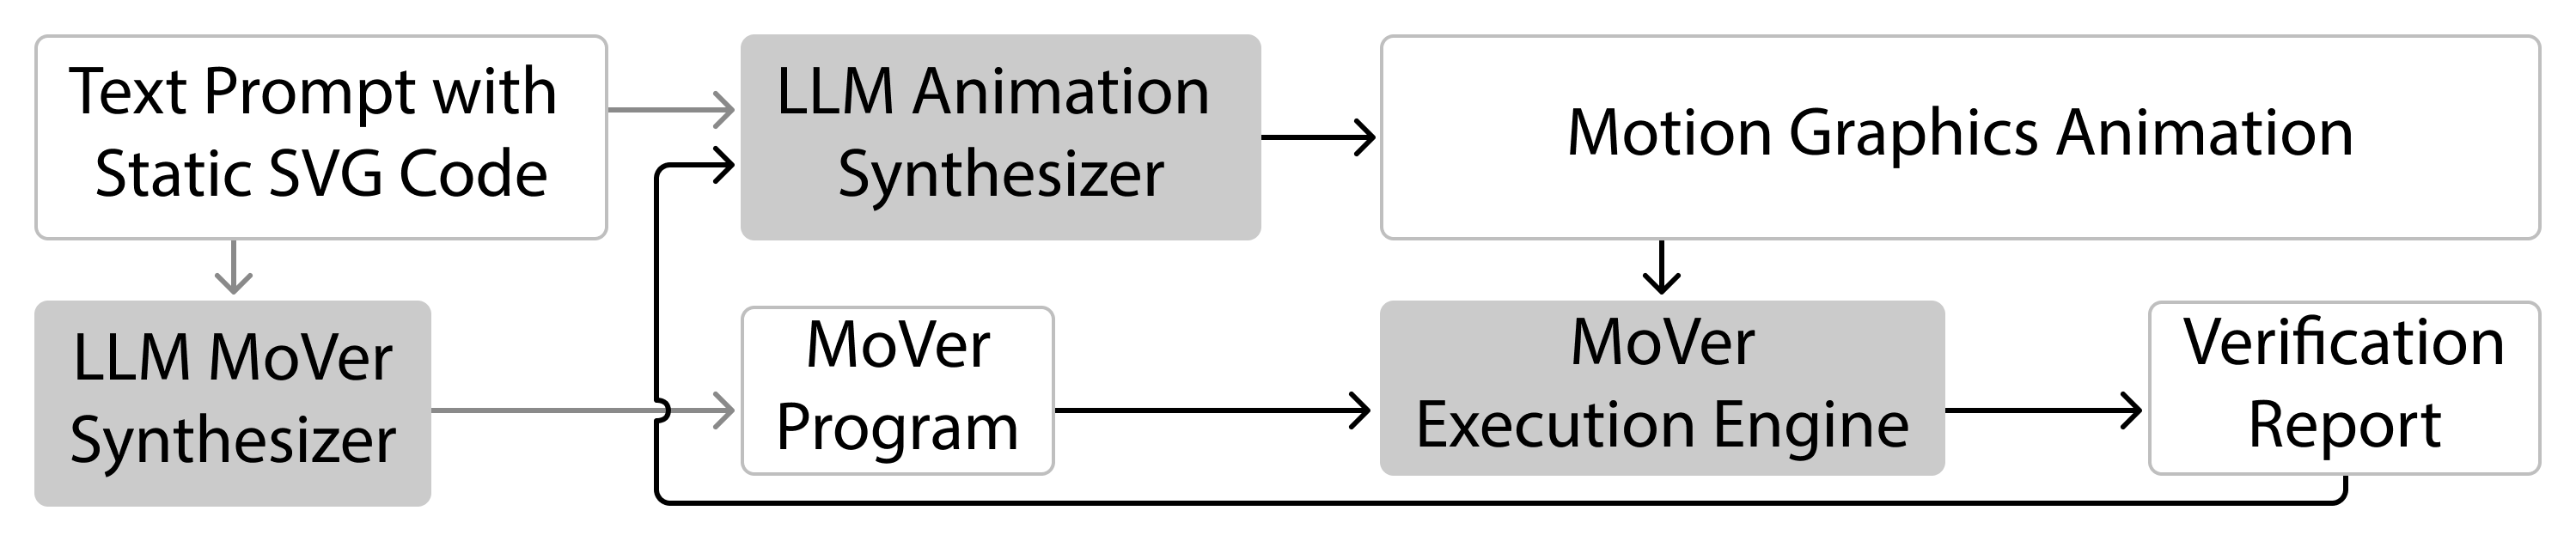 Text Prompt with
Static SVG Code
LLM Animation
Synthesizer
Motion Graphics Animation
LLM MoVer
Synthesizer
MoVer
Program
MoVer
Execution Engine
Verification
Report